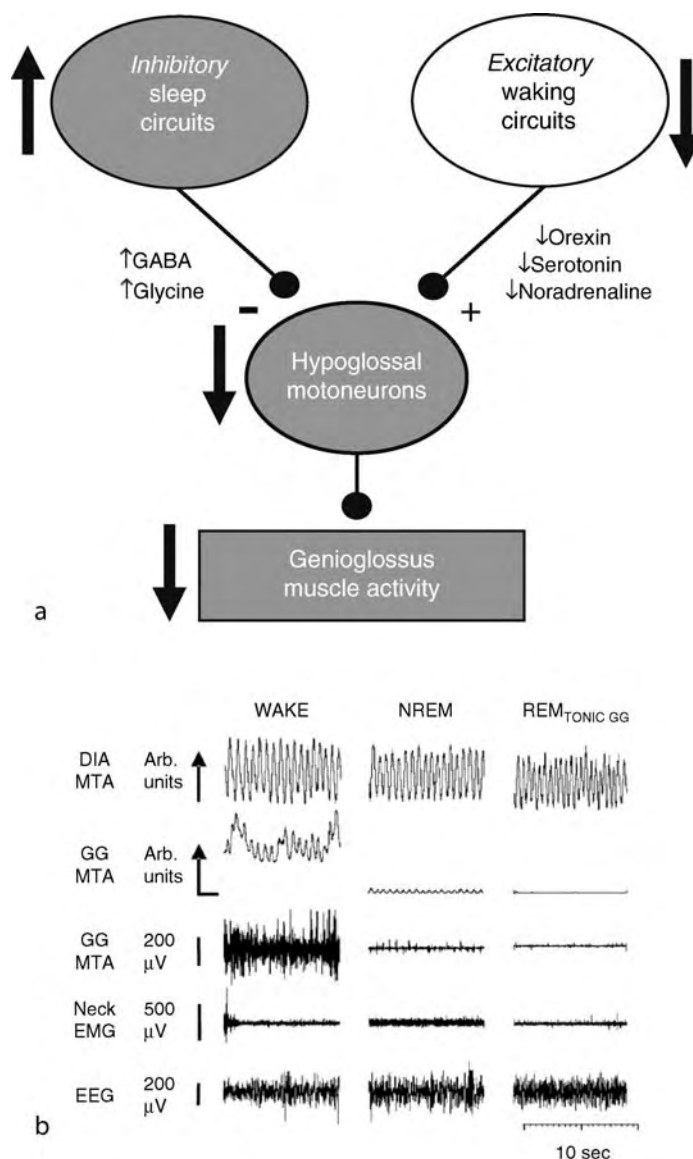 Inhibitory
sleep
circuits
Excitatory
waking
circuits
↑GABA
↑Glycine
↓Orexin
↓Serotonin
↓Noradrenaline
-
+
Hypoglossal
motoneurons
Genioglossus
muscle activity
a
WAKE NREM REM TONIC GG
DIA Arb.
MTA units
GG Arb.
MTA units
GG 200
MTA μV
Neck 500
EMG μV
EEG 200
μV
b
10 sec